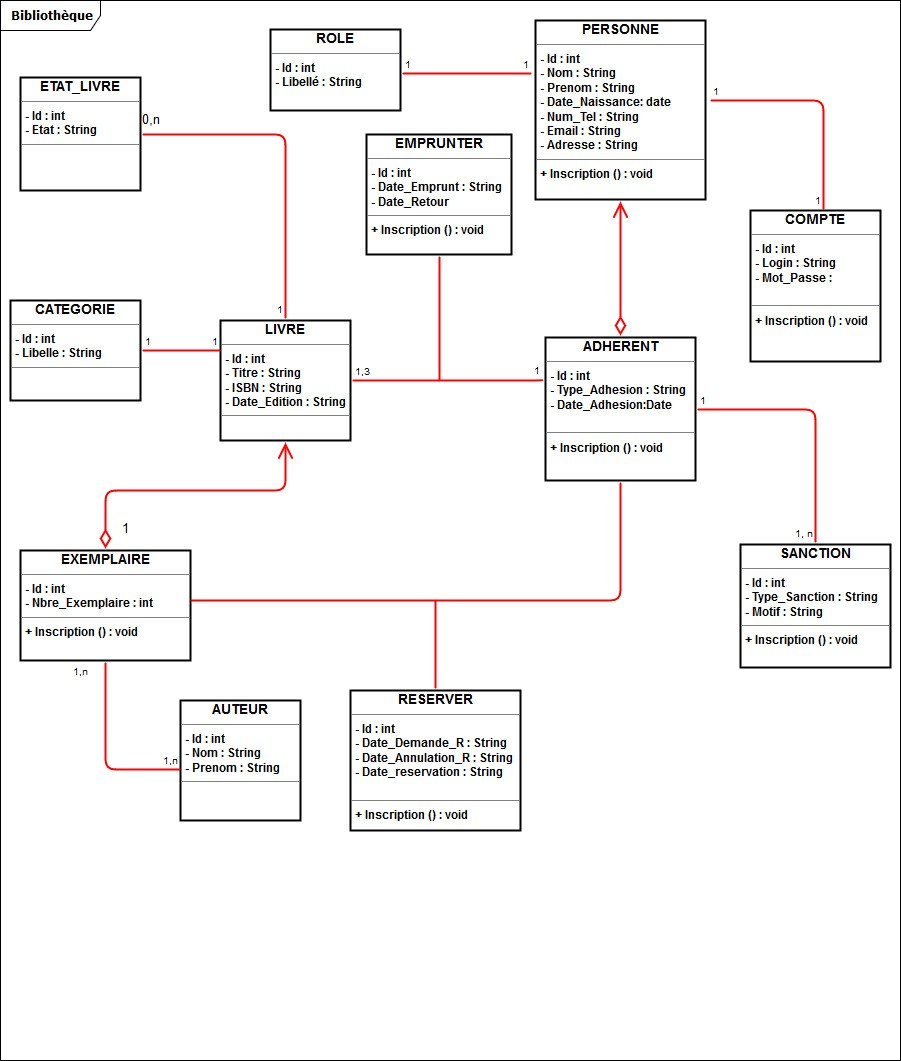 Bibliothèque
ROLE
- Id : int
- Libellé : String
1
1
PERSONNE
- Id : int
- Nom : String
- Prenom : String
- Date_Naissance: date
- Num_Tel : String
- Email : String
- Adresse : String
+ Inscription () : void
1
1
ETAT_LIVRE
- Id : int
- Etat : String
0,n
1
EMPRUNTER
- Id : int
- Date_Emprunt : String
- Date_Retour
+ Inscription () : void
COMPTE
- Id : int
- Login : String
- Mot_Passe :
+ Inscription () : void
CATEGORIE
- Id : int
- Libelle : String
1
1
LIVRE
- Id : int
- Titre : String
- ISBN : String
- Date_Edition : String
1,3
1
ADHERENT
- Id : int
- Type_Adhesion : String
- Date_Adhesion:Date
+ Inscription () : void
1
1, n
1
EXEMPLAIRE
- Id : int
- Nbre_Exemplaire : int
+ Inscription () : void
SANCTION
- Id : int
- Type_Sanction : String
- Motif : String
+ Inscription () : void
1,n
1,n
AUTEUR
- Id : int
- Nom : String
- Prenom : String
RESERVER
- Id : int
- Date_Demande_R : String
- Date_Annulation_R : String
- Date_reservation : String
+ Inscription () : void